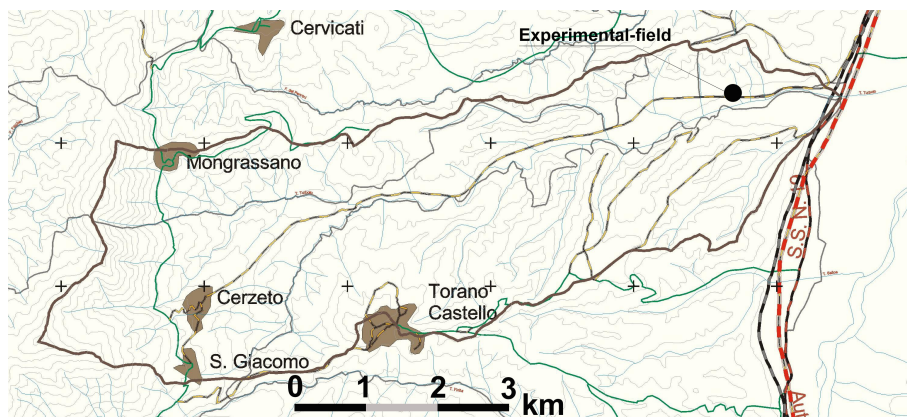 Cervicati
Experimental-field
Mongrassano
S.S. N.
Cerzeto
Torano
Castello
S. Giacomo
0 1 2 3
km